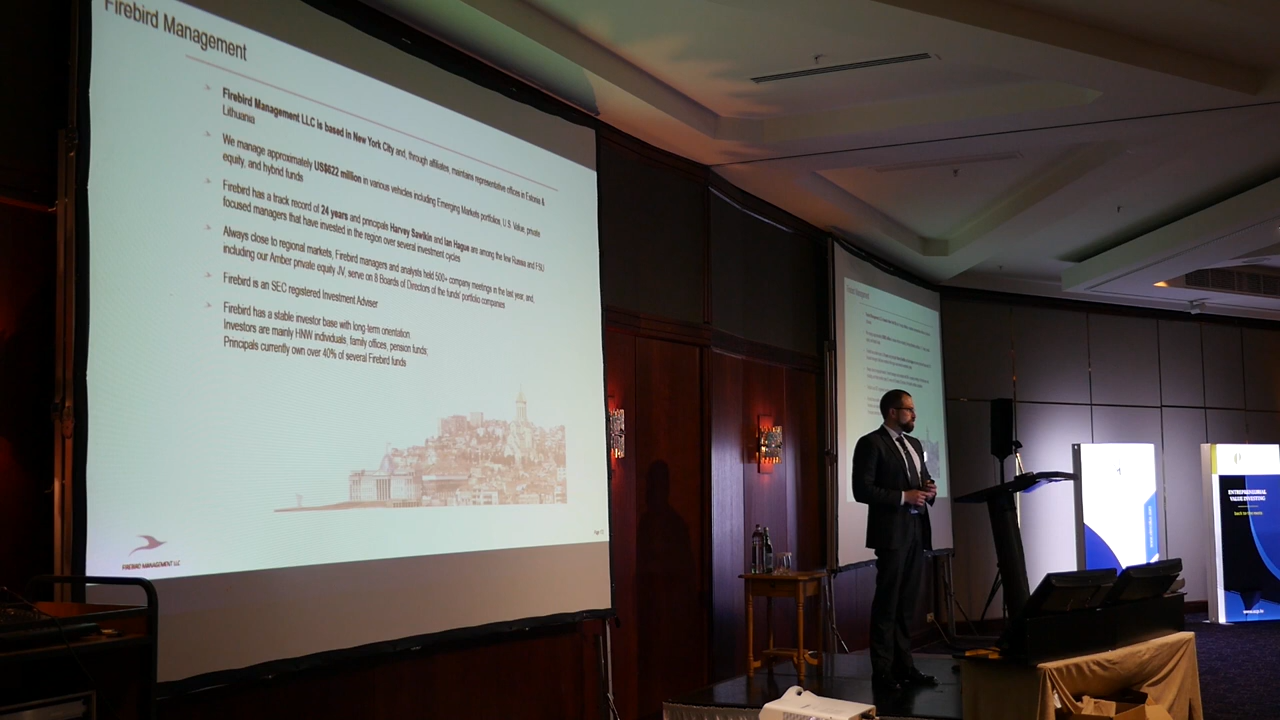 Firebird Management
Firebird Management LLC is based in New York City and, through affiliates, maintains representative offices in Estonia &
Lithuania
We manage approximately US$622 million in various vehicles including Emerging Markets portfolios, U.S. Value, private
equity, and hybrid funds
Firebird has a track record of 24 years and principals Harvey Sawikin and Ian Hague are among the few Russia and FSU
focused managers that have invested in the region over several investment cycles
Always close to regional markets, Firebird managers and analysts held 500+ company meetings in the last year, and,
including our Amber private equity JV, serve on 8 Boards of Directors of the funds' portfolio companies
Firebird is an SEC registered Investment Adviser
Firebird has a stable investor base with long-term orientation,
Investors are mainly HNW individuals, family offices, pension funds;
Principals currently own over 40% of several Firebird funds
FIREBIRD MANAGEMENT LLC
Firebird Management
ENTREPRENEURIAL
VALUE INVESTING